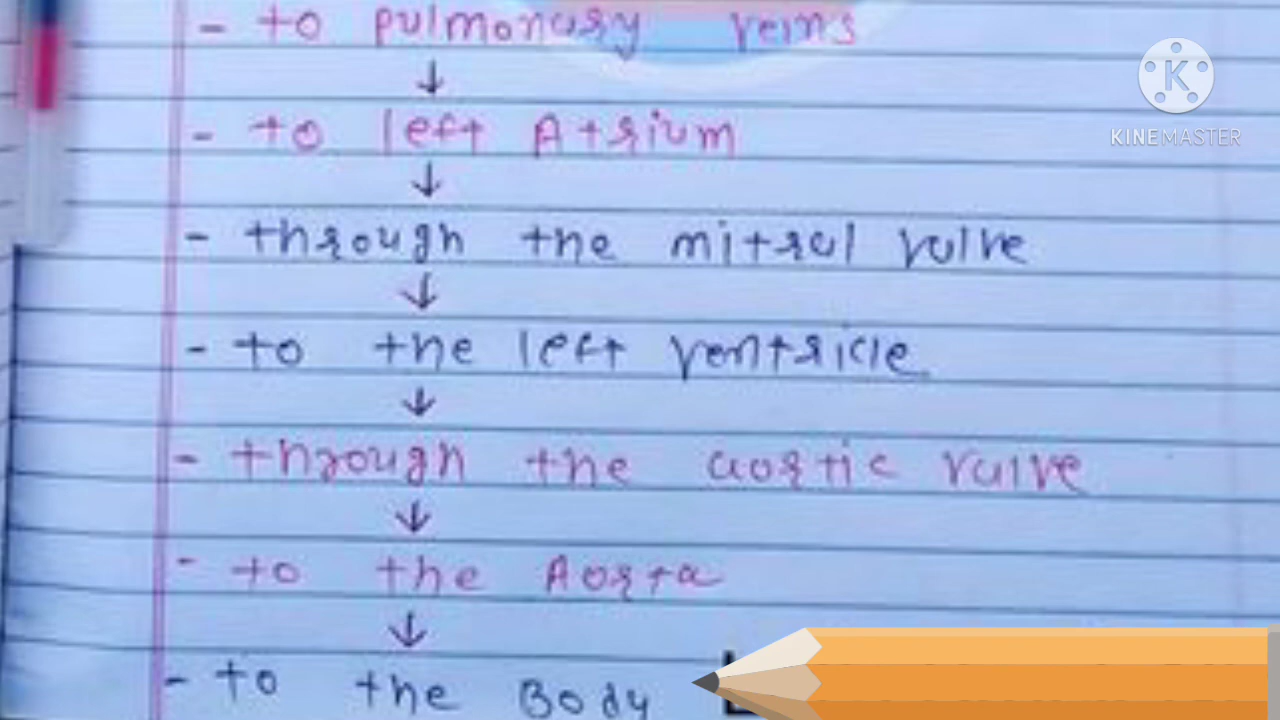 - to pulmonary veins
↓
- to left Atrium
↓
- through the mitral valve
↓
- to the left ventricle
↓
- through the aortic valve
↓
- to the Aorta
↓
- to the Body
KINEMASTER